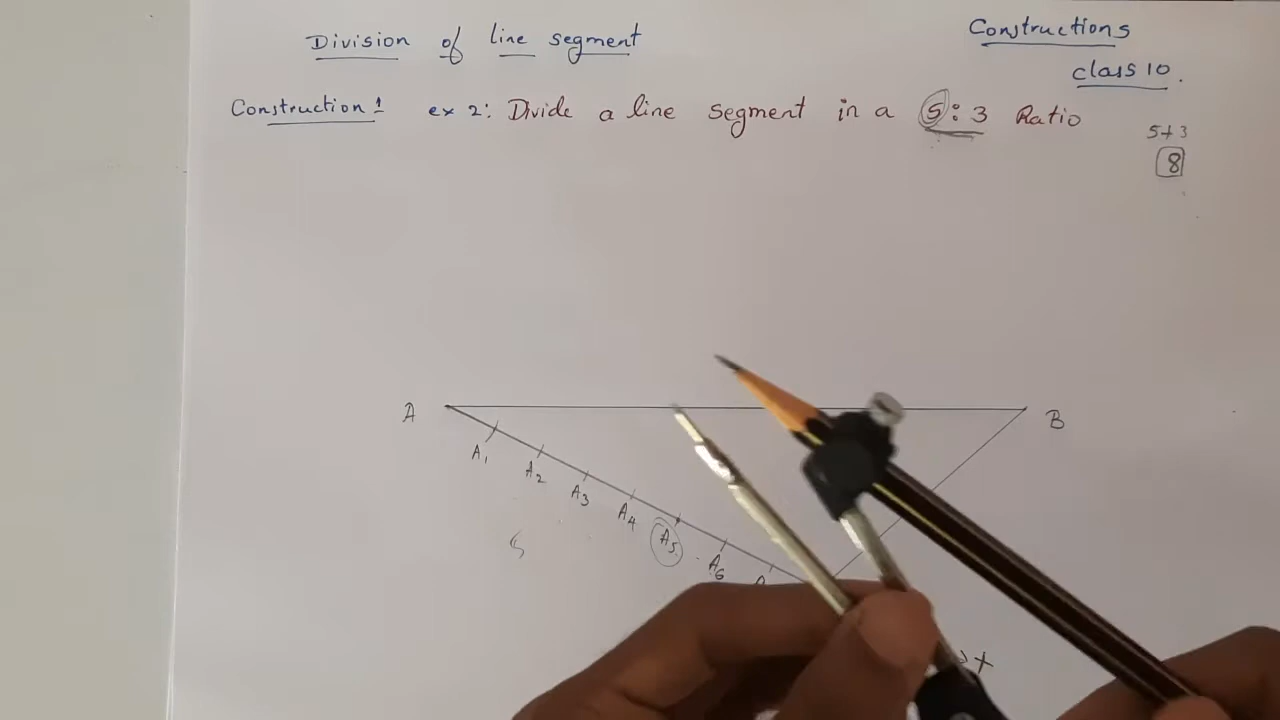 Division of line segment
Constructions
class 10.
Construction 1 ex 2: Divide a line segment in a 5:3 Ratio
5+3
8
A
B
A1
A2
A3
A4
A5
A6
X